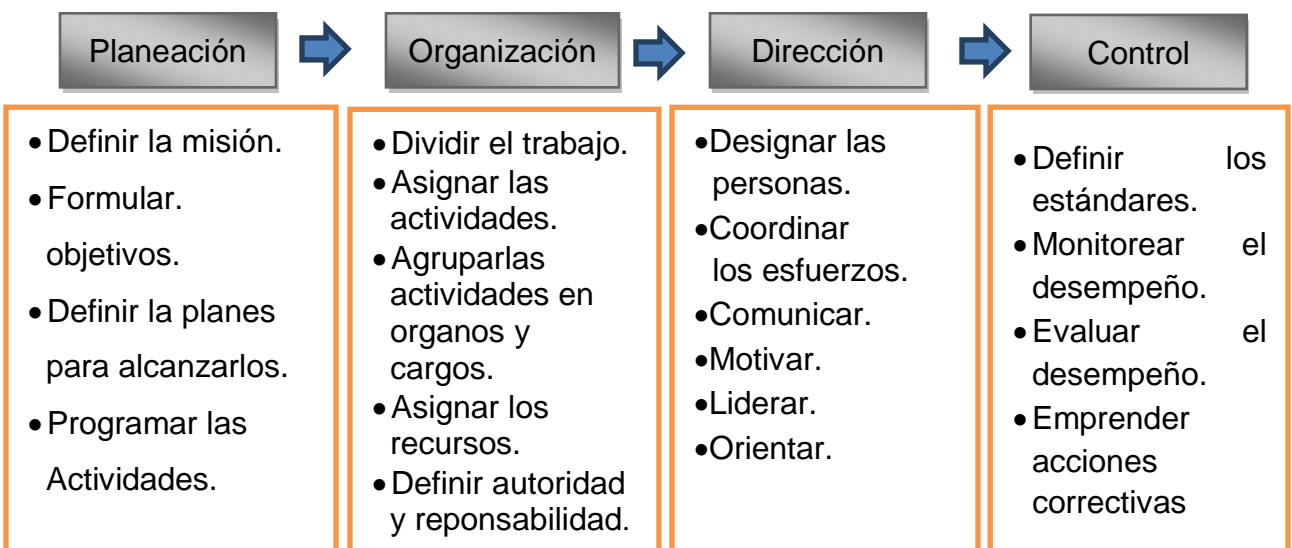 Planeación
Organización
Dirección
Control
•Definir la misión.
•Formular.
objetivos.
•Definir la planes
para alcanzarlos.
•Programar las
Actividades.
•Dividir el trabajo.
•Asignar las
actividades.
•Agruparlas
actividades en
organos y
cargos.
•Asignar los
recursos.
•Definir autoridad
y reponsabilidad.
•Designar las
personas.
•Coordinar
los esfuerzos.
•Comunicar.
•Motivar.
•Liderar.
•Orientar.
•Definir los
estándares.
•Monitorear el
desempeño.
•Evaluar el
desempeño.
•Emprender
acciones
correctivas